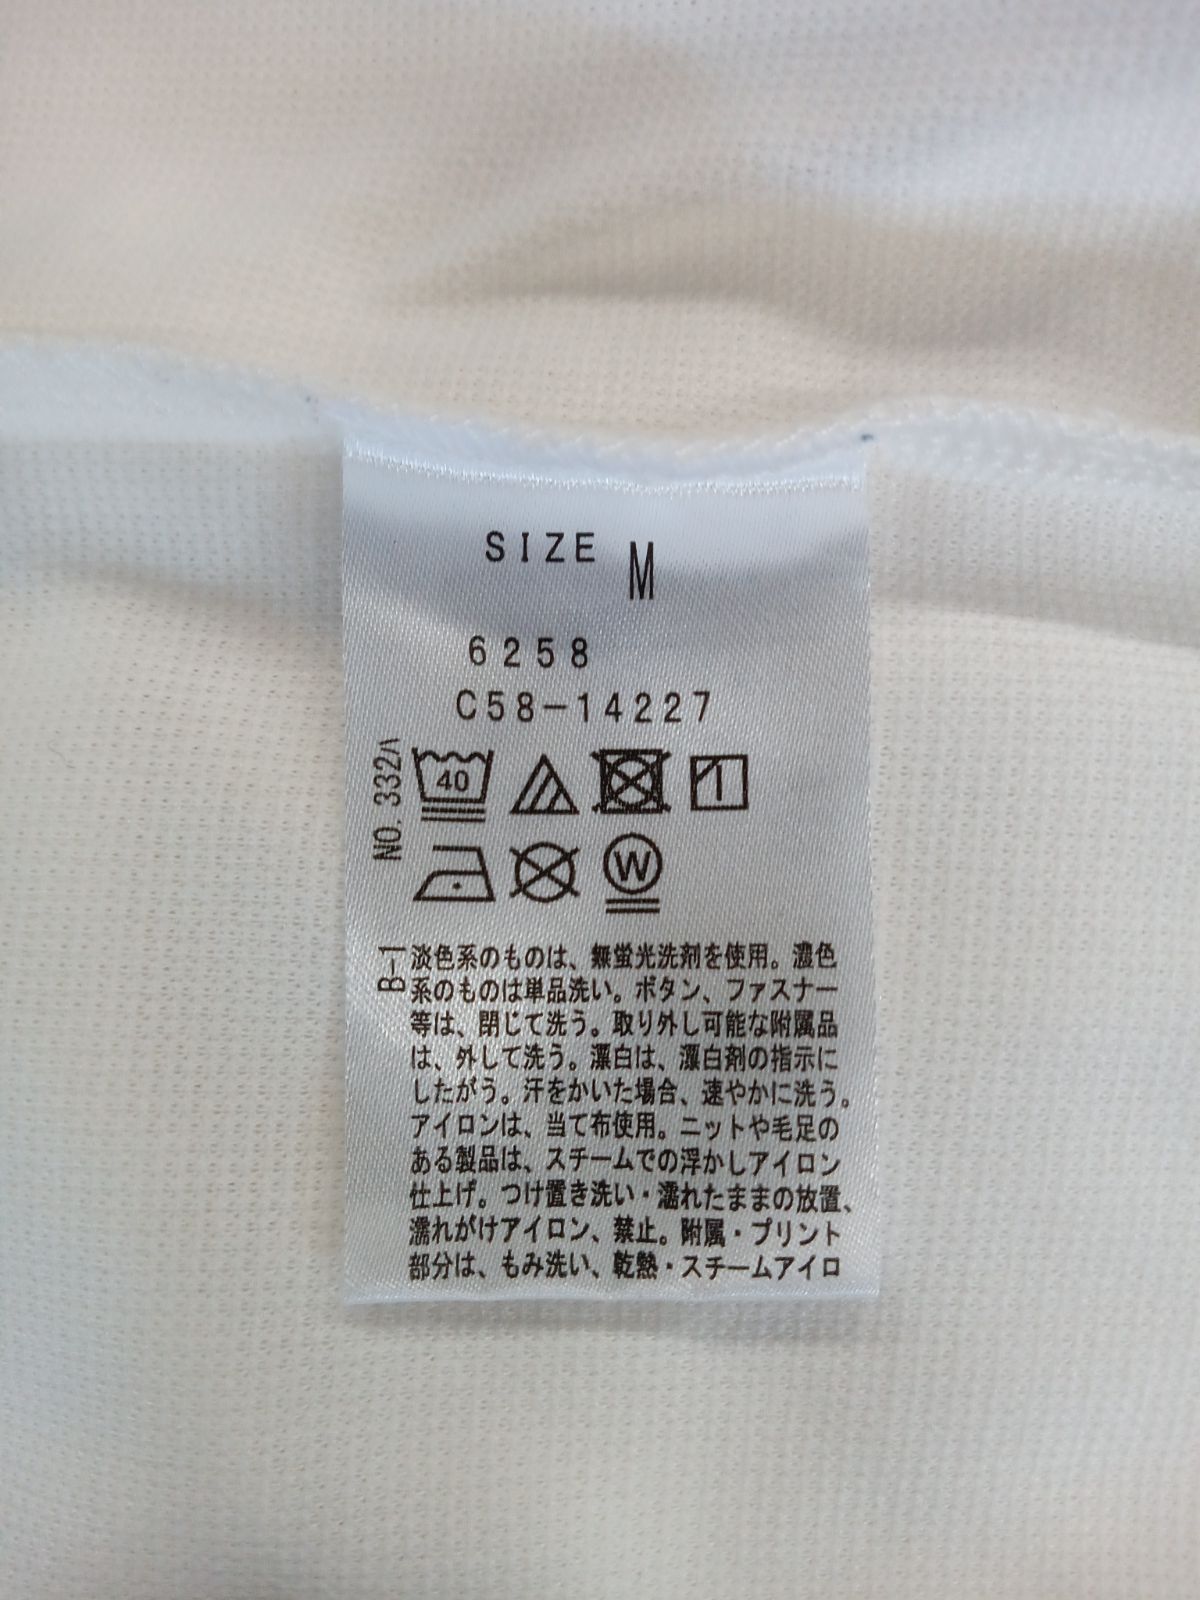 SIZE M
6258
C58-14227
NO. 332ハ
40
W
B-1
淡色系のものは、無蛍光洗剤を使用。濃色
系のものは単品洗い。ボタン、ファスナー
等は、閉じて洗う。取り外し可能な附属品
は、外して洗う。漂白は、漂白剤の指示に
したがう。汗をかいた場合、速やかに洗う。
アイロンは、当て布使用。ニットや毛足の
ある製品は、スチームでの浮かしアイロン
仕上げ。つけ置き洗い・濡れたままの放置、
濡れがけアイロン、禁止。附属・プリント
部分は、もみ洗い、乾熱・スチームアイロ